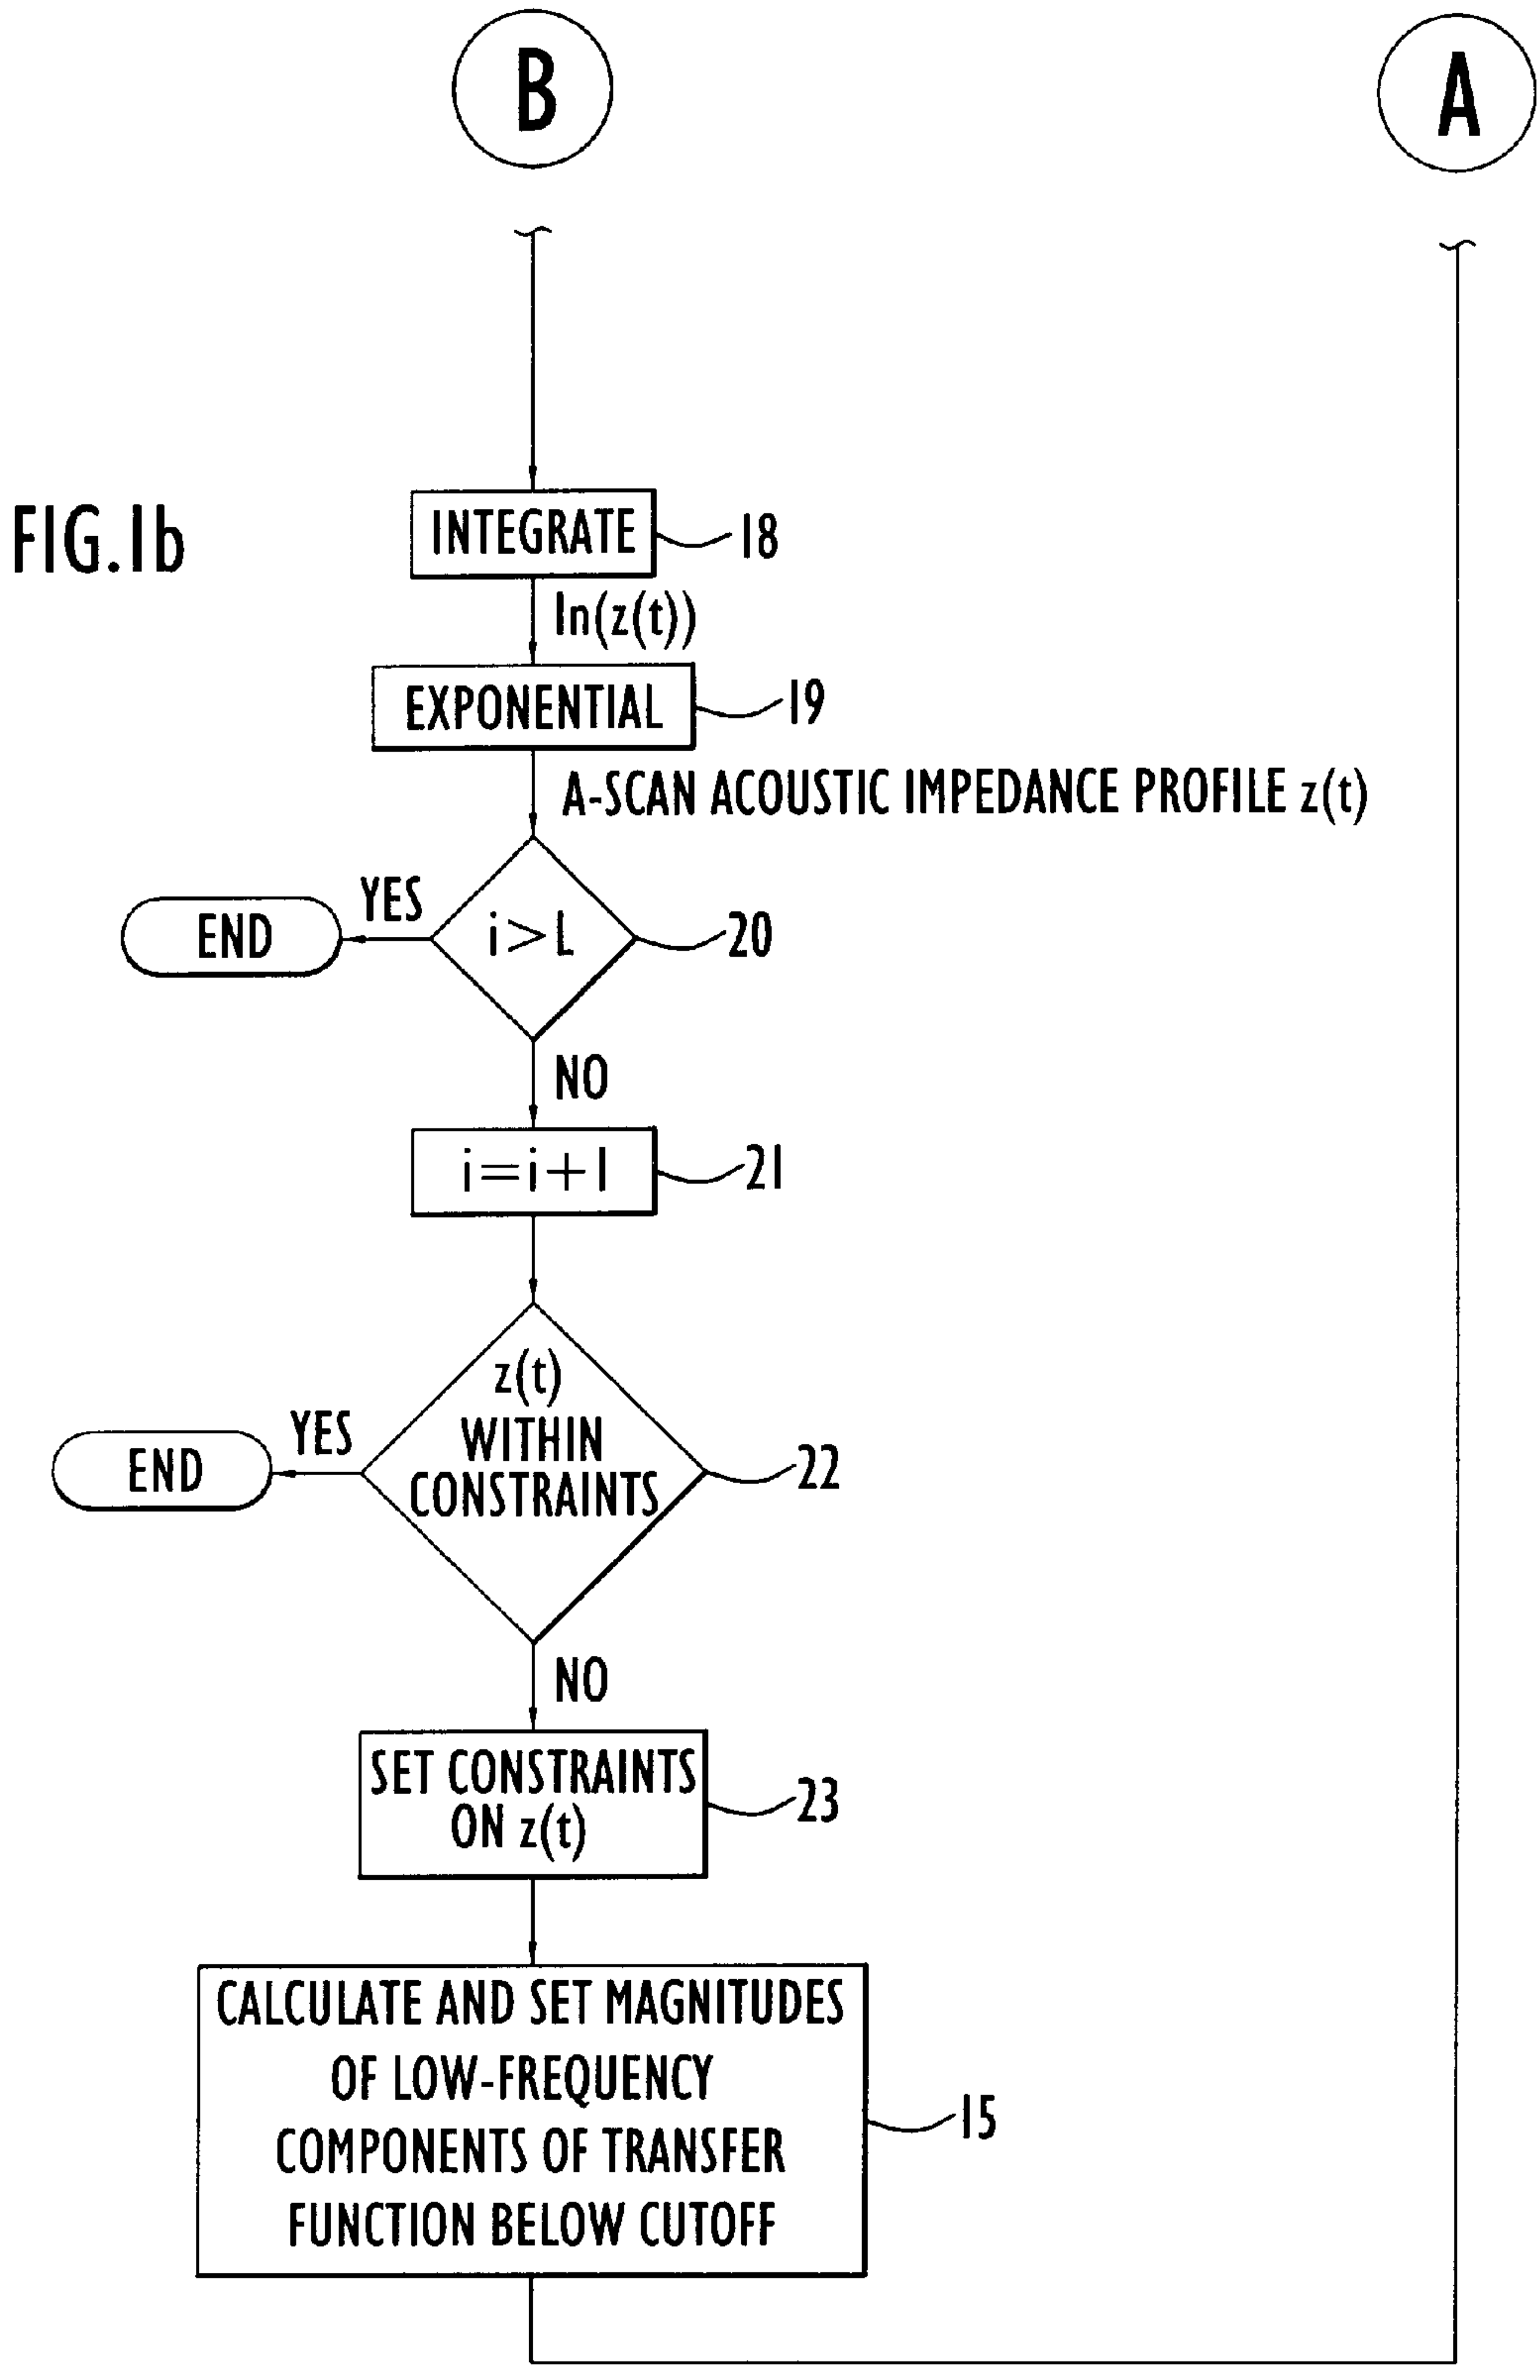 B
A
FIG.1b
INTEGRATE
18
ln(z(t))
EXPONENTIAL
19
A-SCAN ACOUSTIC IMPEDANCE PROFILE z(t)
YES
END
i>L
20
NO
i=i+1
21
z(t)
WITHIN
CONSTRAINTS
YES
END
22
NO
SET CONSTRAINTS
ON z(t)
23
CALCULATE AND SET MAGNITUDES
OF LOW-FREQUENCY
COMPONENTS OF TRANSFER
FUNCTION BELOW CUTOFF
15